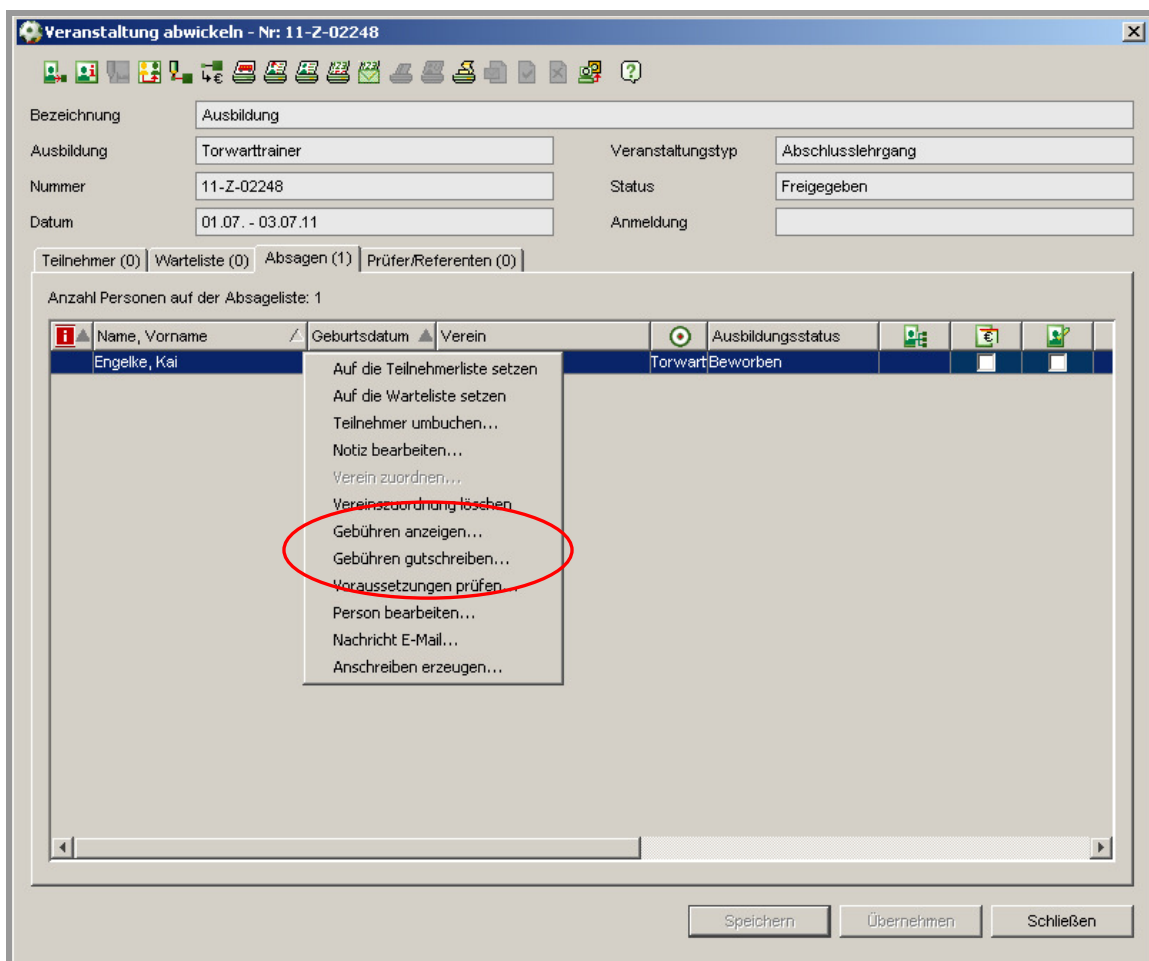 Veranstaltung abwickeln - Nr: 11-Z-02248
Bezeichnung Ausbildung
Ausbildung Torwarttrainer Veranstaltungstyp Abschlusslehrgang
Nummer 11-Z-02248 Status Freigegeben
Datum 01.07. - 03.07.11 Anmeldung
Teilnehmer (0) Warteliste (0) Absagen (1) Prüfer/Referenten (0)
Anzahl Personen auf der Absageliste: 1
Name, Vorname Geburtsdatum Verein Ausbildungsstatus
Engelke, Kai Torwart Beworben
Auf die Teilnehmerliste setzen
Auf die Warteliste setzen
Teilnehmer umbuchen...
Notiz bearbeiten...
Verein zuordnen...
Vereinszuordnung löschen
Gebühren anzeigen...
Gebühren gutschreiben...
Voraussetzungen prüfen...
Person bearbeiten...
Nachricht E-Mail...
Anschreiben erzeugen...
Speichern Übernehmen Schließen